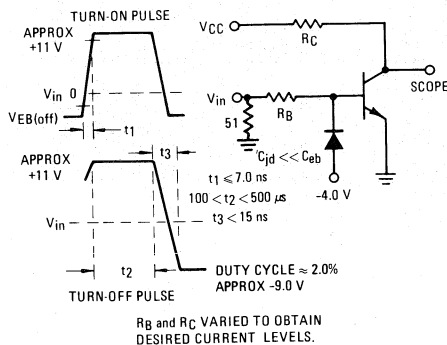 TURN-ON PULSE
APPROX
+11 V
Vin 0
VEB(off)
t1
t3
APPROX
+11 V
Vin
t2
TURN-OFF PULSE
t1 ⩽ 7.0 ns
100 < t2 < 500 µs
t3 < 15 ns
DUTY CYCLE ≈ 2.0%
APPROX -9.0 V
VCC
RC
SCOPE
Vin
RB
51
Cjd << Ceb
-4.0 V
RB and RC VARIED TO OBTAIN
DESIRED CURRENT LEVELS.